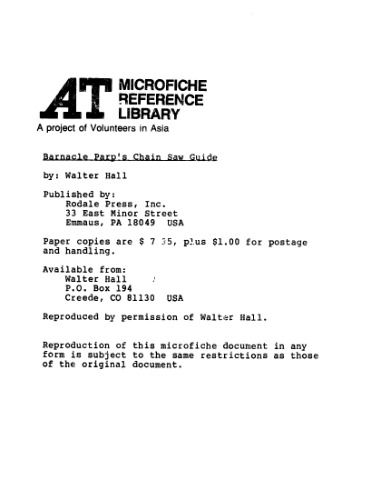 AT MICROFICHE
REFERENCE
LIBRARY
A project of Volunteers in Asia
Barnacle Parp's Chain Saw Guide
by: Walter Hall
Published by:
Rodale Press, Inc.
33 East Minor Street
Emmaus, PA 18049 USA
Paper copies are $ 7 , plus $1.00 for postage
and handling.
Available from:
Walter Hall
P.O. Box 194
Creede, CO 81130 USA
Reproduced by permission of Walter Hall.
Reproduction of this microfiche document in any
form is subject to the same restrictions as those
of the original document.